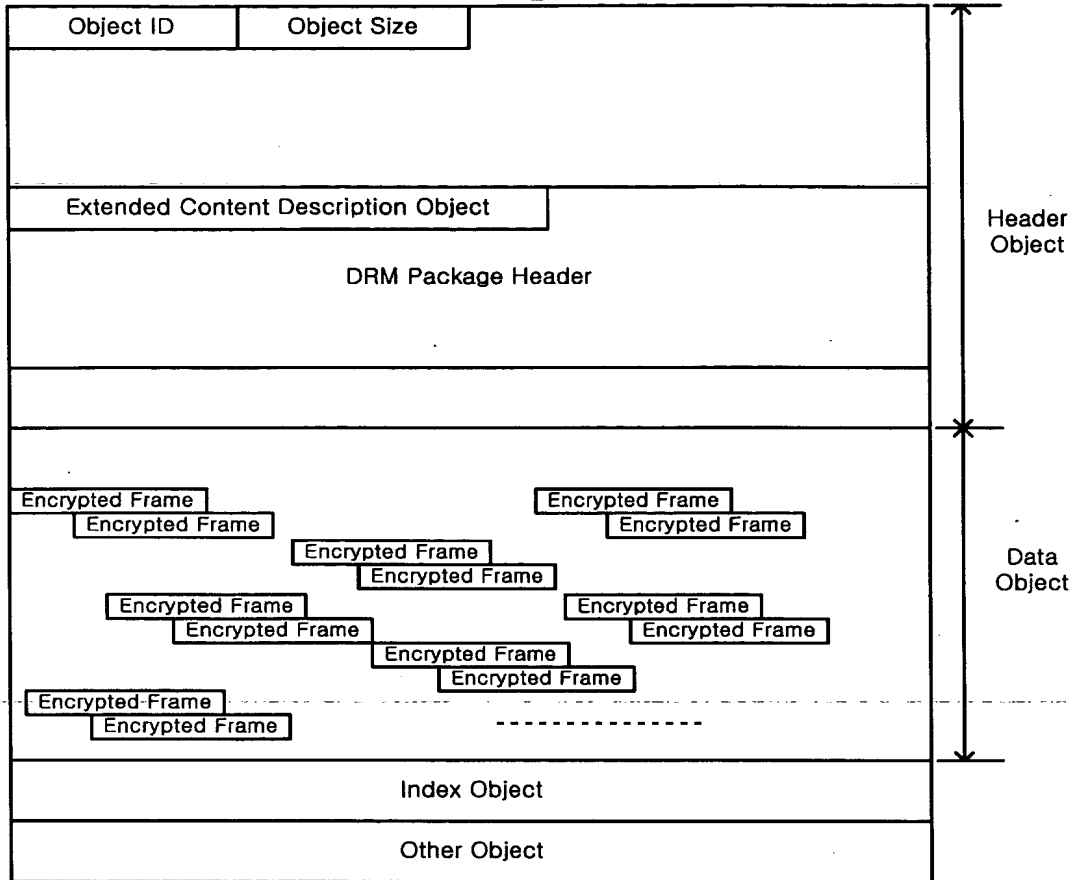 Object ID
Object Size
Extended Content Description Object
DRM Package Header
Header
Object
Encrypted Frame
Encrypted Frame
Encrypted Frame
Encrypted Frame
Encrypted Frame
Encrypted Frame
Data
Object
Encrypted Frame
Encrypted Frame
Encrypted Frame
Encrypted Frame
Encrypted Frame
Encrypted Frame
Encrypted Frame
Encrypted Frame
Index Object
Other Object